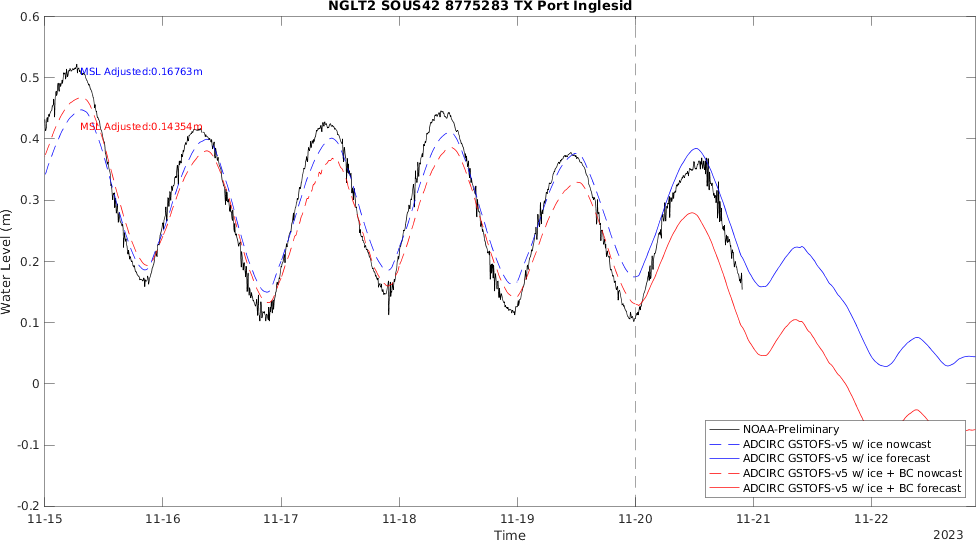 NGLT2 SOUS42 8775283 TX Port Inglesid
0.6
0.5
0.4
0.3
0.2
0.1
0
-0.1
-0.2
Water Level (m)
MSL Adjusted:0.16763m
MSL Adjusted:0.14354m
NOAA-Preliminary
ADCIRC GSTOFS-v5 w/ ice nowcast
ADCIRC GSTOFS-v5 w/ ice forecast
ADCIRC GSTOFS-v5 w/ ice + BC nowcast
ADCIRC GSTOFS-v5 w/ ice + BC forecast
11-15 11-16 11-17 11-18 11-19 11-20 11-21 11-22
Time
2023